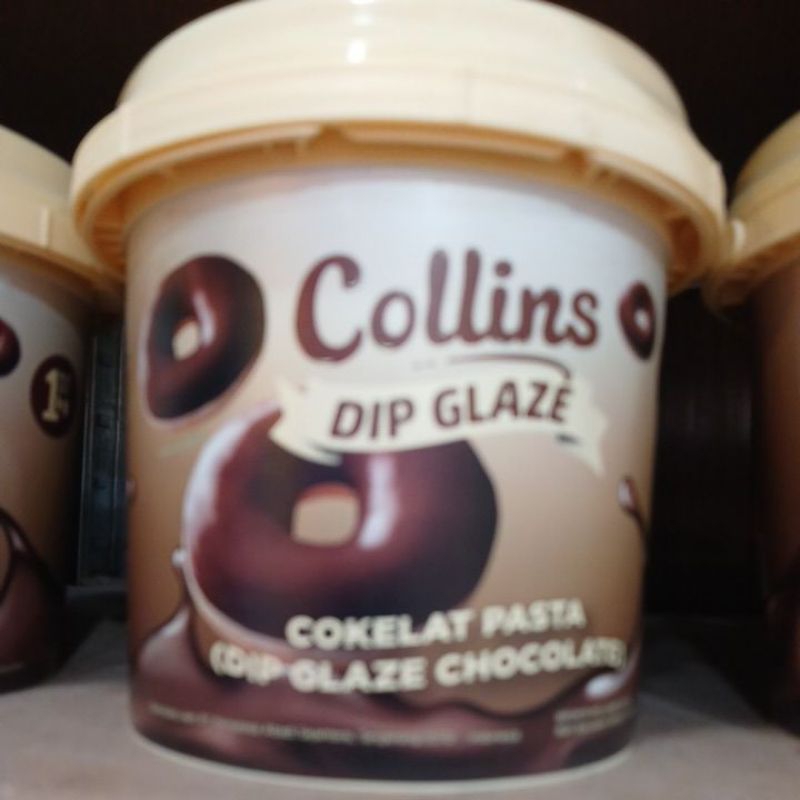 Collins
DIP GLAZE
COKELAT PASTA
(DIP GLAZE CHOCOLATE)